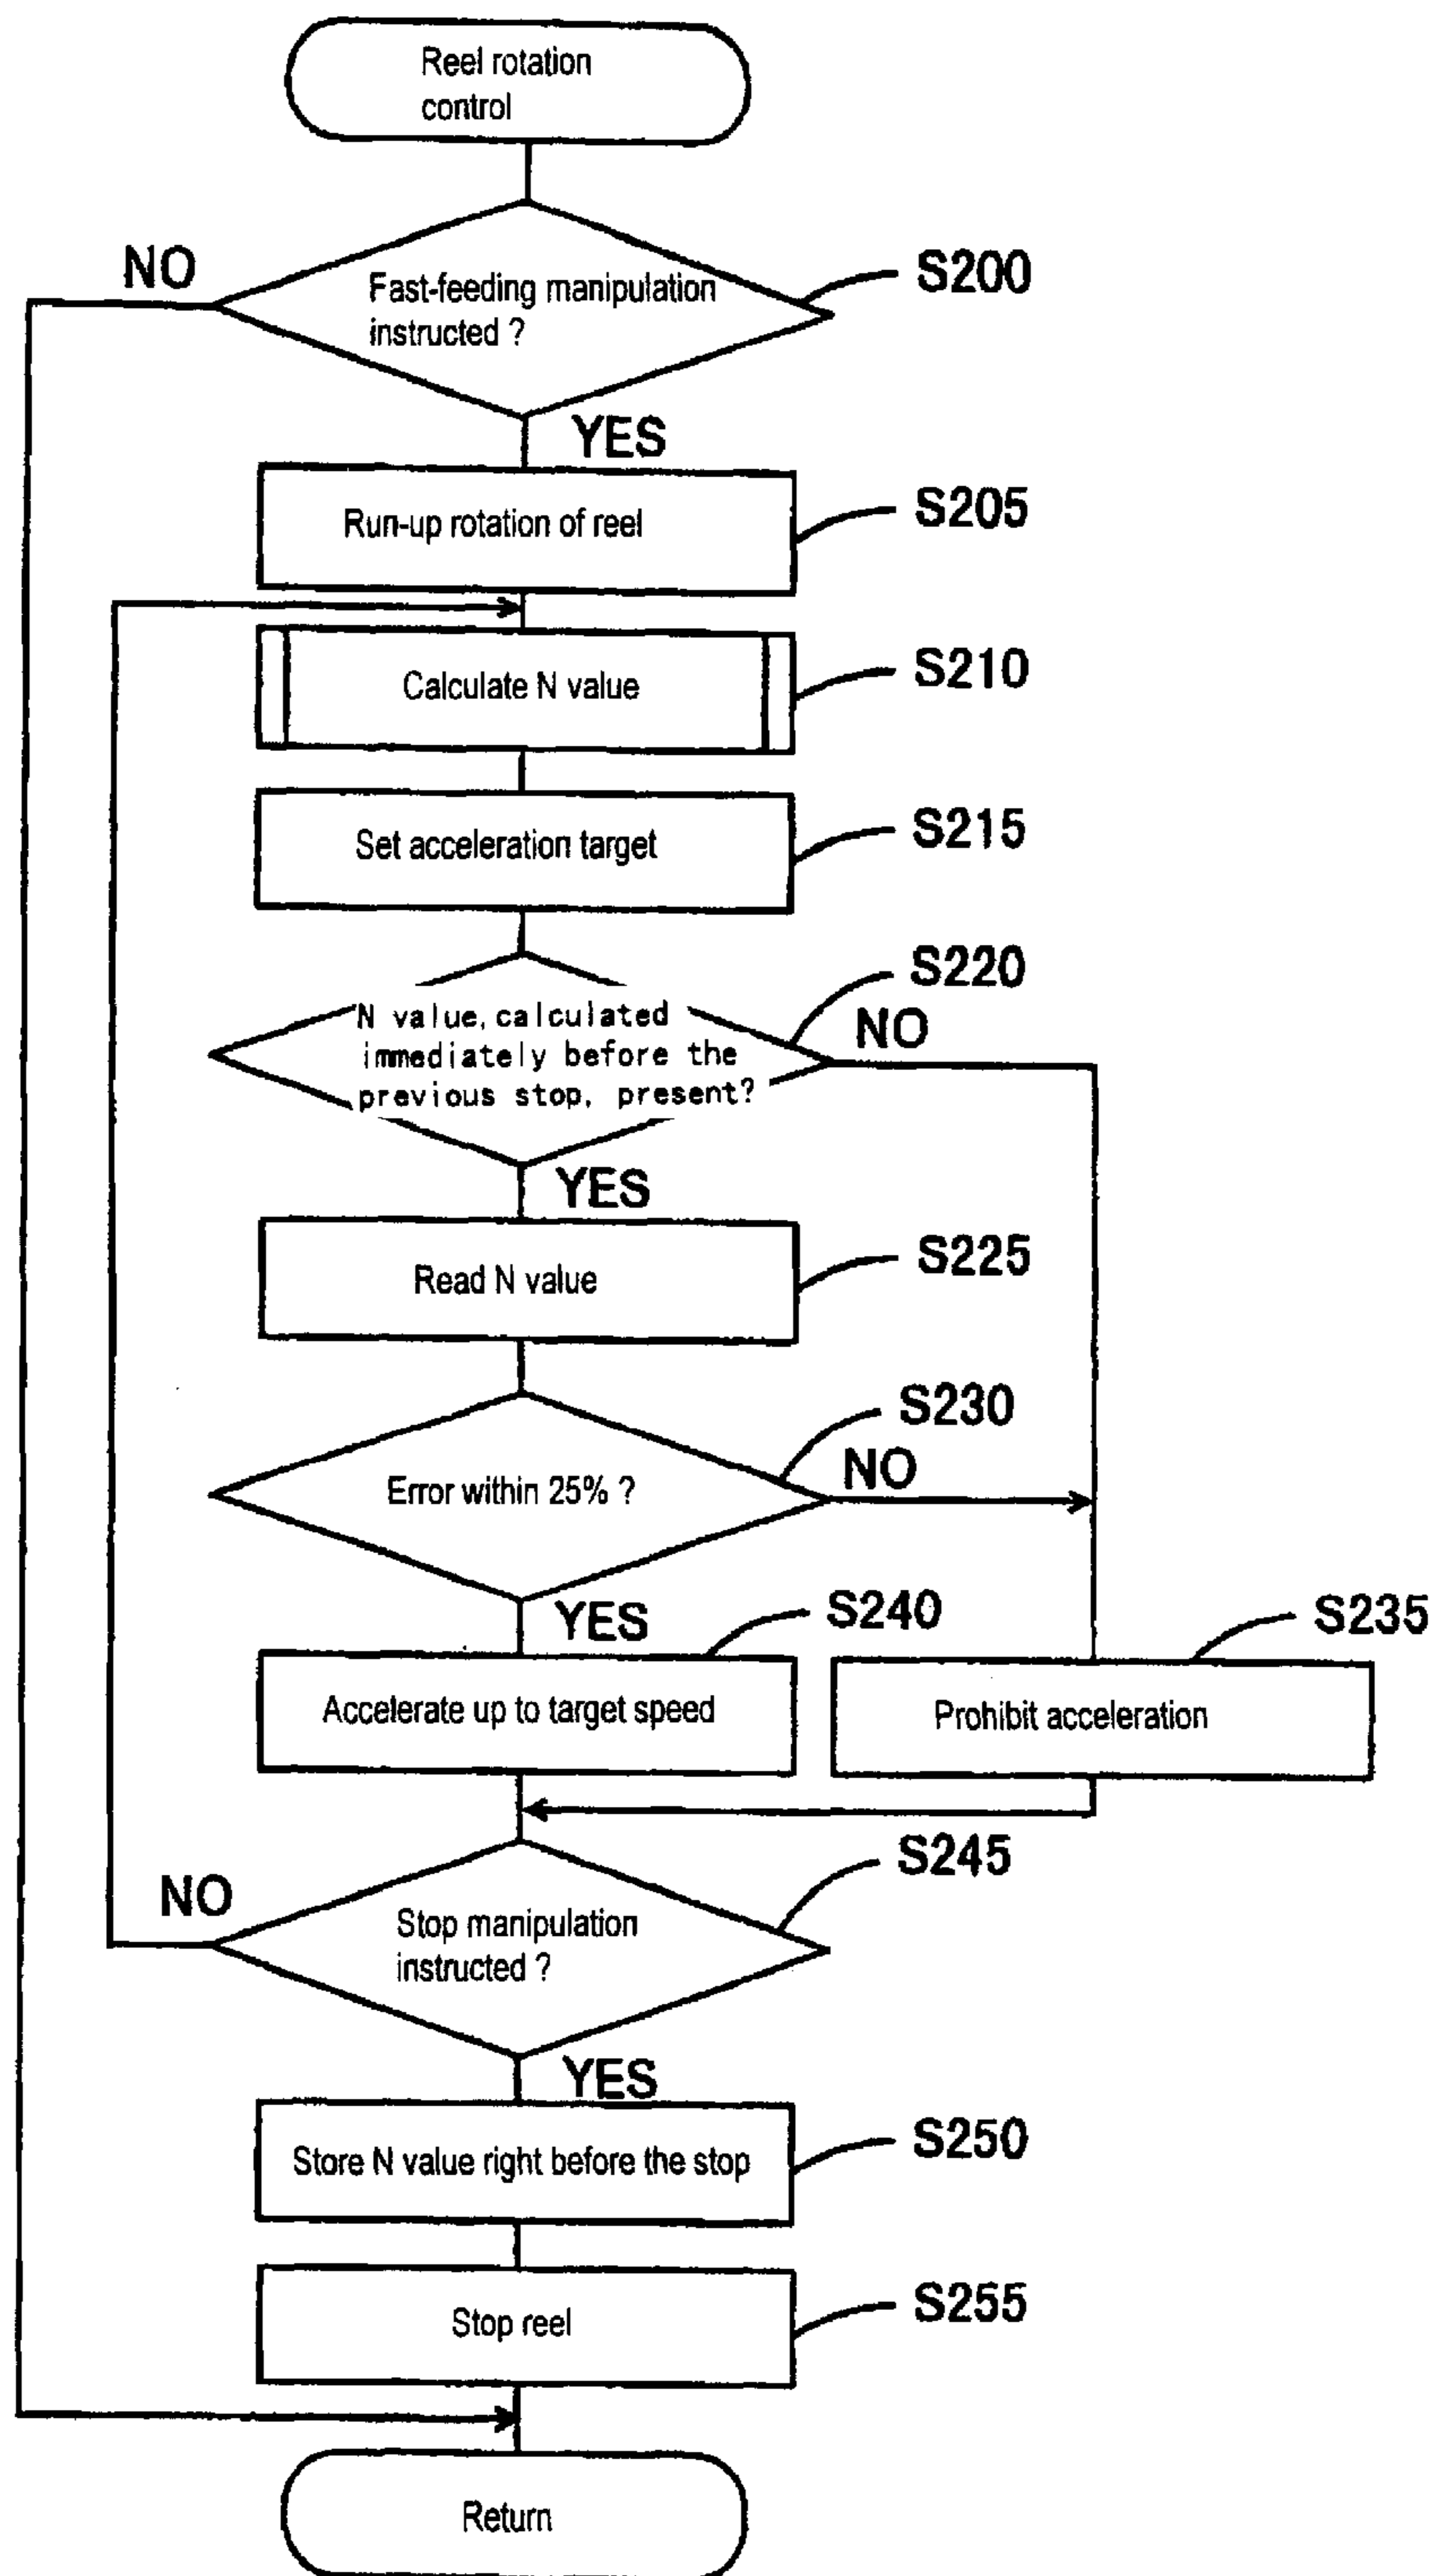 Reel rotation
control
NO
Fast-feeding manipulation
instructed ?
S200
YES
Run-up rotation of reel
S205
Calculate N value
S210
Set acceleration target
S215
N value, calculated
immediately before the
previous stop, present?
S220
NO
YES
Read N value
S225
Error within 25% ?
S230
NO
YES
Accelerate up to target speed
S240
Prohibit acceleration
S235
NO
Stop manipulation
instructed ?
S245
YES
Store N value right before the stop
S250
Stop reel
S255
Return